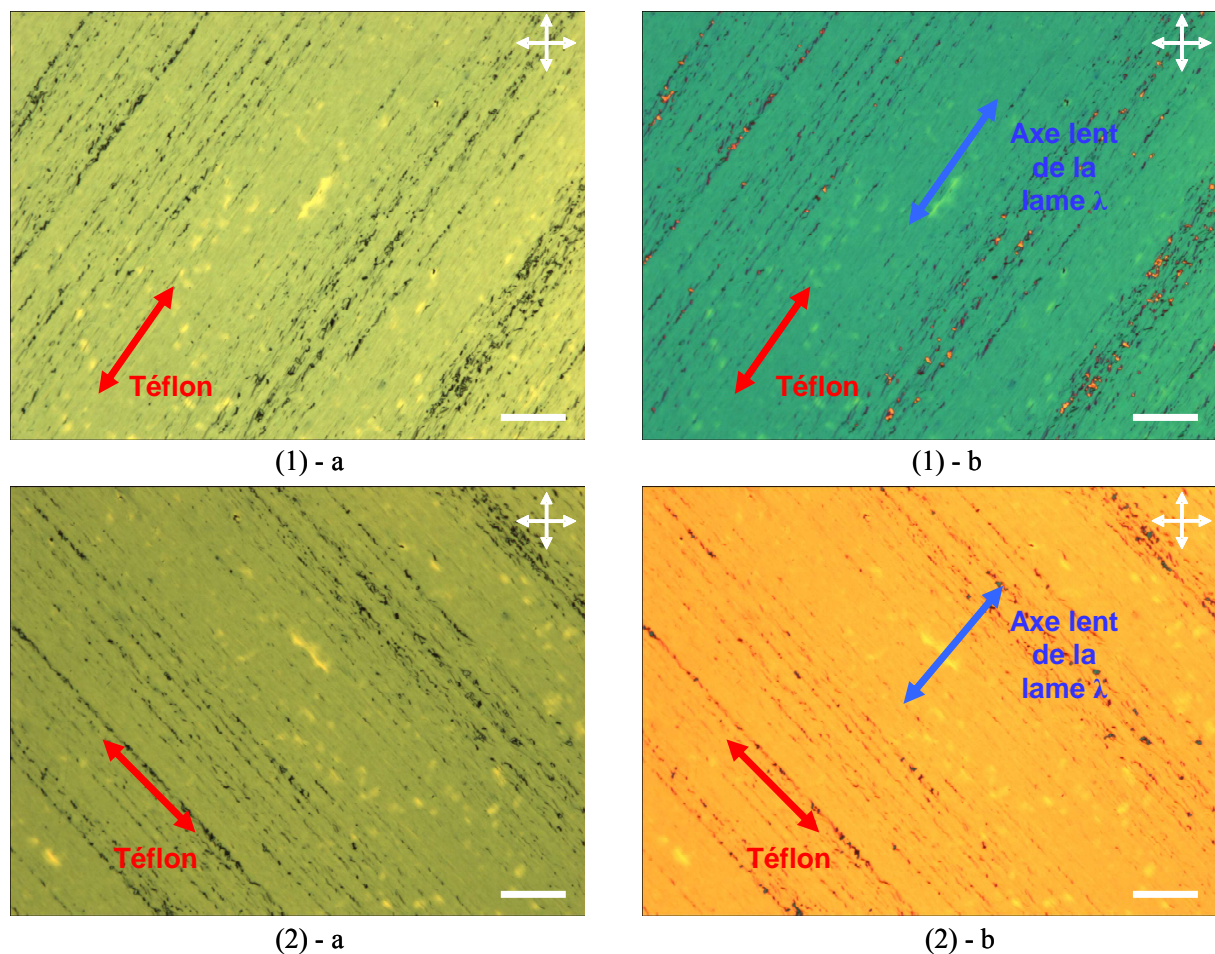 Téflon
(1) - a
Axe lent
de la
lame λ
Téflon
(1) - b
Téflon
(2) - a
Axe lent
de la
lame λ
Téflon
(2) - b